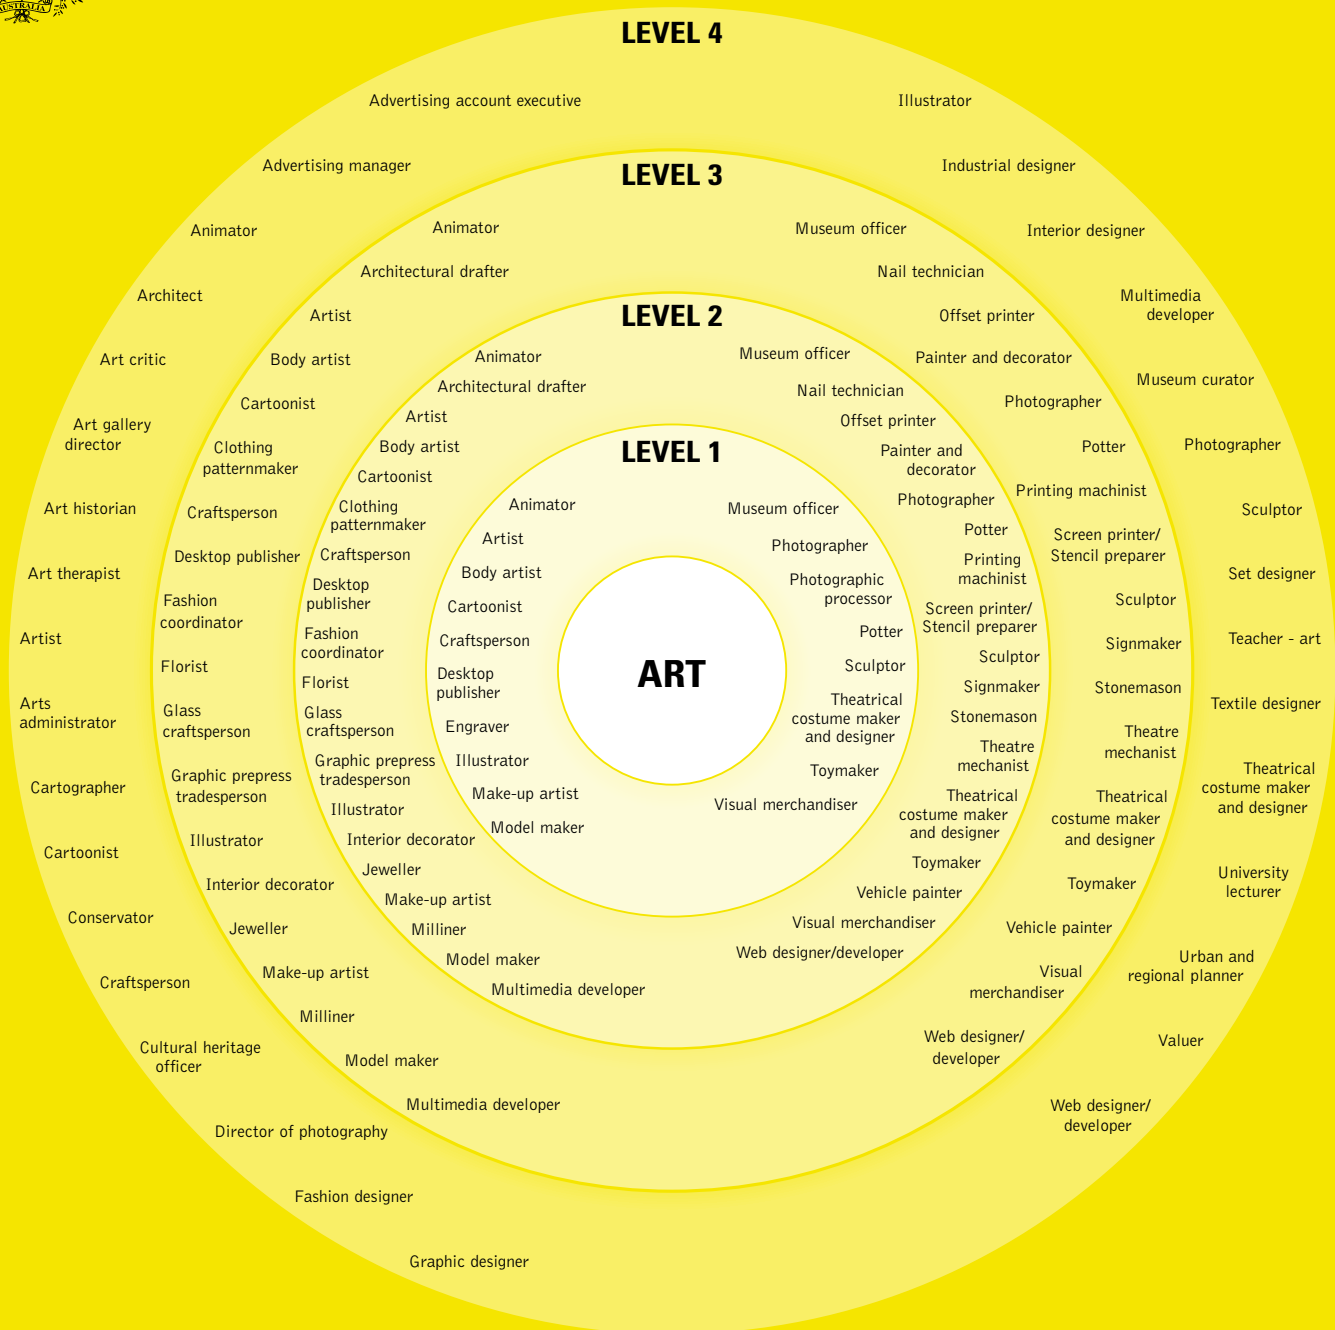 AUSTRALIA
LEVEL 4
Advertising account executive
Advertising manager
Animator
Architect
Art critic
Art gallery
director
Art historian
Art therapist
Artist
Arts
administrator
Cartographer
Cartoonist
Conservator
Craftsperson
Cultural heritage
officer
Director of photography
Fashion designer
Graphic designer
Illustrator
Industrial designer
Interior designer
Multimedia
developer
Museum curator
Photographer
Sculptor
Set designer
Teacher - art
Textile designer
Theatrical
costume maker
and designer
University
lecturer
Urban and
regional planner
Valuer
Web designer/
developer
LEVEL 3
Animator
Architectural drafter
Artist
Body artist
Cartoonist
Clothing
patternmaker
Craftsperson
Desktop publisher
Fashion
coordinator
Florist
Glass
craftsperson
Graphic prepress
tradesperson
Illustrator
Interior decorator
Jeweller
Make-up artist
Milliner
Model maker
Multimedia developer
Museum officer
Nail technician
Offset printer
Painter and decorator
Photographer
Potter
Printing machinist
Screen printer/
Stencil preparer
Sculptor
Signmaker
Stonemason
Theatre
mechanist
Theatrical
costume maker
and designer
Toymaker
Vehicle painter
Visual
merchandiser
Web designer/
developer
LEVEL 2
Animator
Architectural drafter
Artist
Body artist
Cartoonist
Clothing
patternmaker
Craftsperson
Desktop
publisher
Fashion
coordinator
Florist
Glass
craftsperson
Graphic prepress
tradesperson
Illustrator
Interior decorator
Jeweller
Make-up artist
Milliner
Model maker
Multimedia developer
Museum officer
Nail technician
Offset printer
Painter and
decorator
Photographer
Potter
Printing
machinist
Screen printer/
Stencil preparer
Sculptor
Signmaker
Stonemason
Theatre
mechanist
Theatrical
costume maker
and designer
Toymaker
Vehicle painter
Visual merchandiser
Web designer/developer
LEVEL 1
Animator
Artist
Body artist
Cartoonist
Craftsperson
Desktop
publisher
Engraver
Illustrator
Make-up artist
Model maker
Museum officer
Photographer
Photographic
processor
Potter
Sculptor
Theatrical
costume maker
and designer
Toymaker
Visual merchandiser
ART